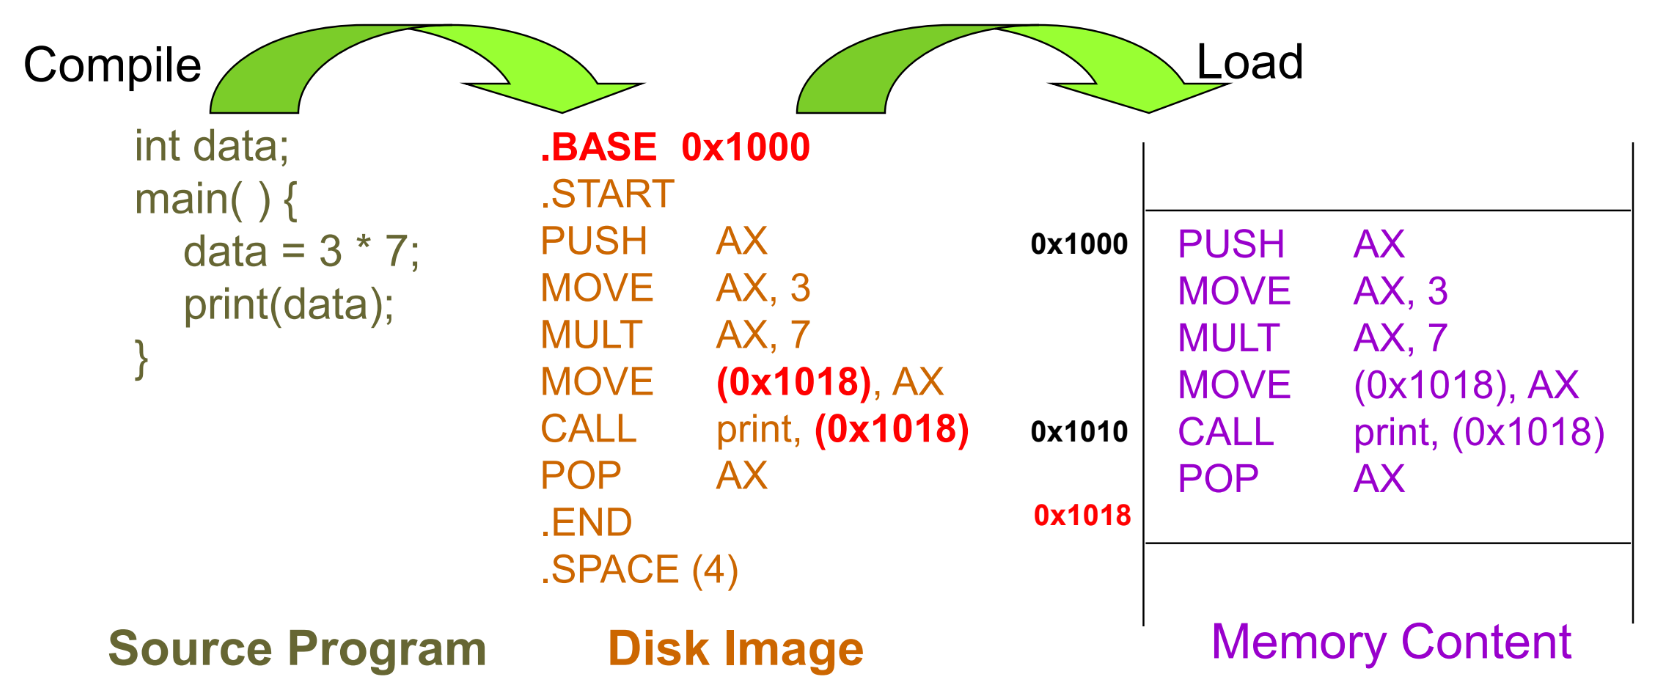 Compile
int data;
main( ) {
data = 3 * 7;
print(data);
}
Source Program
.BASE 0x1000
.START
PUSH AX
MOVE AX, 3
MULT AX, 7
MOVE (0x1018), AX
CALL print, (0x1018)
POP AX
.END
.SPACE (4)
Disk Image
Load
0x1000 PUSH AX
MOVE AX, 3
MULT AX, 7
MOVE (0x1018), AX
0x1010 CALL print, (0x1018)
POP AX
0x1018
Memory Content